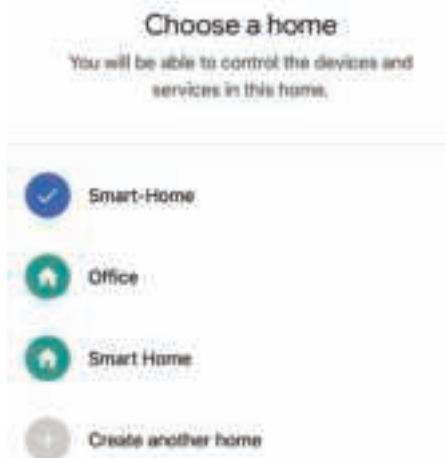 Choose a home
You will be able to control the devices and
services in this home.
Smart-Home
Office
Smart Home
Create another home